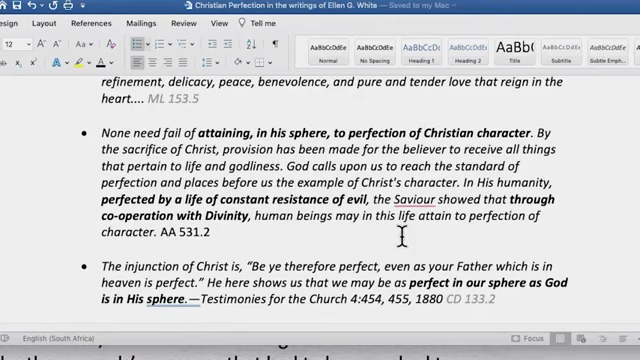 Christian Perfection in the writings of Ellen G. White — Saved to my Mac
Design Layout References Mailings Review View Tell me
12
AaBbCcDdEe AaBbCcDdEe AaBbCcDc AaBbCcDdEe AaBbC AaBbCcDdEe AaBbCcDdEe
Normal No Spacing Heading 1 Heading 2 Title Subtitle Subtle Emph...
refinement, delicacy, peace, benevolence, and pure and tender love that reign in the
heart.... ML 153.5
• None need fail of attaining, in his sphere, to perfection of Christian character. By
the sacrifice of Christ, provision has been made for the believer to receive all things
that pertain to life and godliness. God calls upon us to reach the standard of
perfection and places before us the example of Christ's character. In His humanity,
perfected by a life of constant resistance of evil, the Saviour showed that through
co-operation with Divinity, human beings may in this life attain to perfection of
character. AA 531.2
• The injunction of Christ is, “Be ye therefore perfect, even as your Father which is in
heaven is perfect.” He here shows us that we may be as perfect in our sphere as God
is in His sphere.—Testimonies for the Church 4:454, 455, 1880 CD 133.2
English (South Africa)
Focus